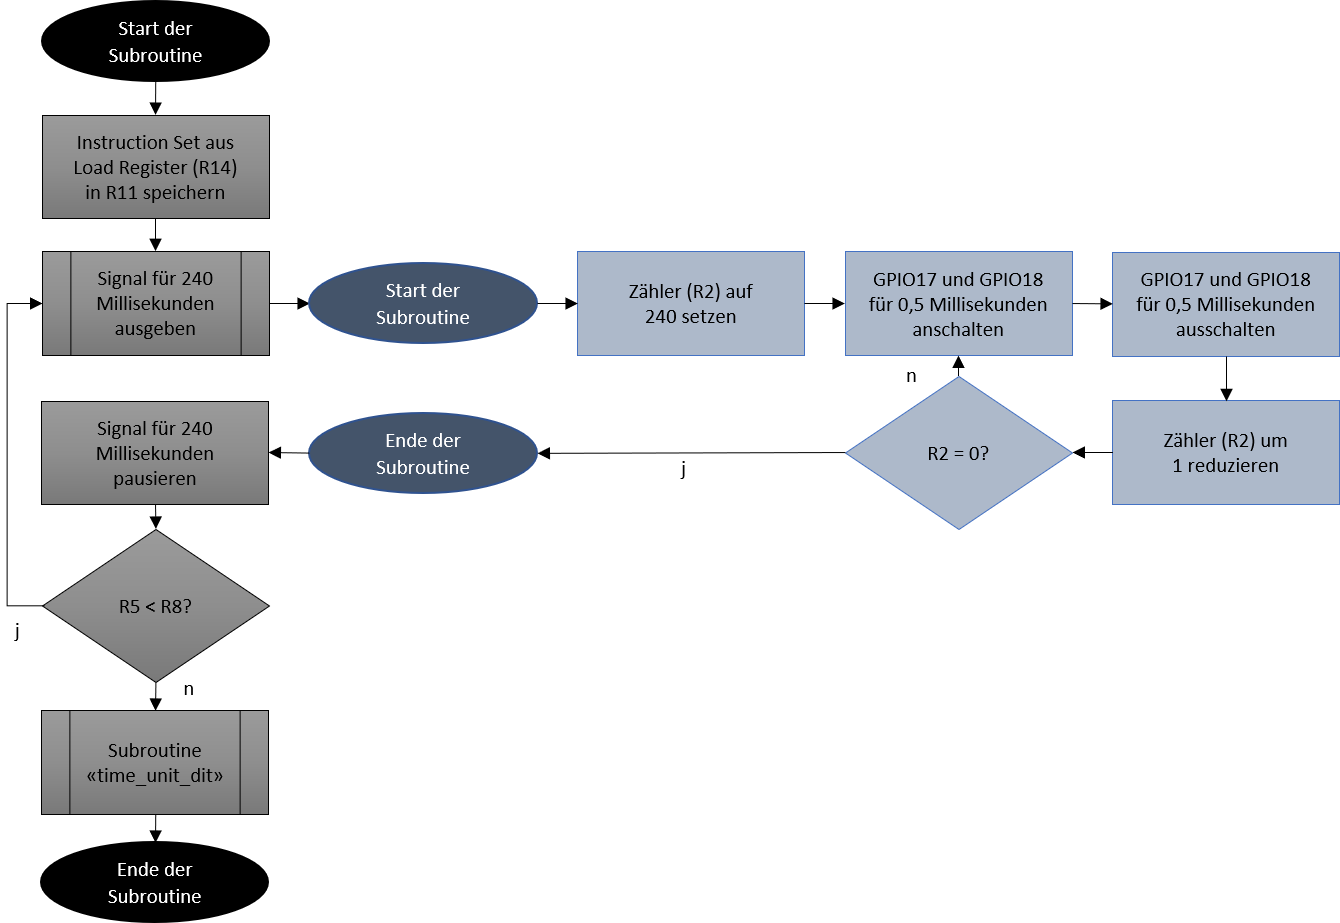 Start der
Subroutine
Instruction Set aus
Load Register (R14)
in R11 speichern
Signal für 240
Millisekunden
ausgeben
Start der
Subroutine
Zähler (R2) auf
240 setzen
GPIO17 und GPIO18
für 0,5 Millisekunden
anschalten
GPIO17 und GPIO18
für 0,5 Millisekunden
ausschalten
Zähler (R2) um
1 reduzieren
R2 = 0?
n
j
Ende der
Subroutine
Signal für 240
Millisekunden
pausieren
R5 < R8?
j
n
Subroutine
«time_unit_dit»
Ende der
Subroutine